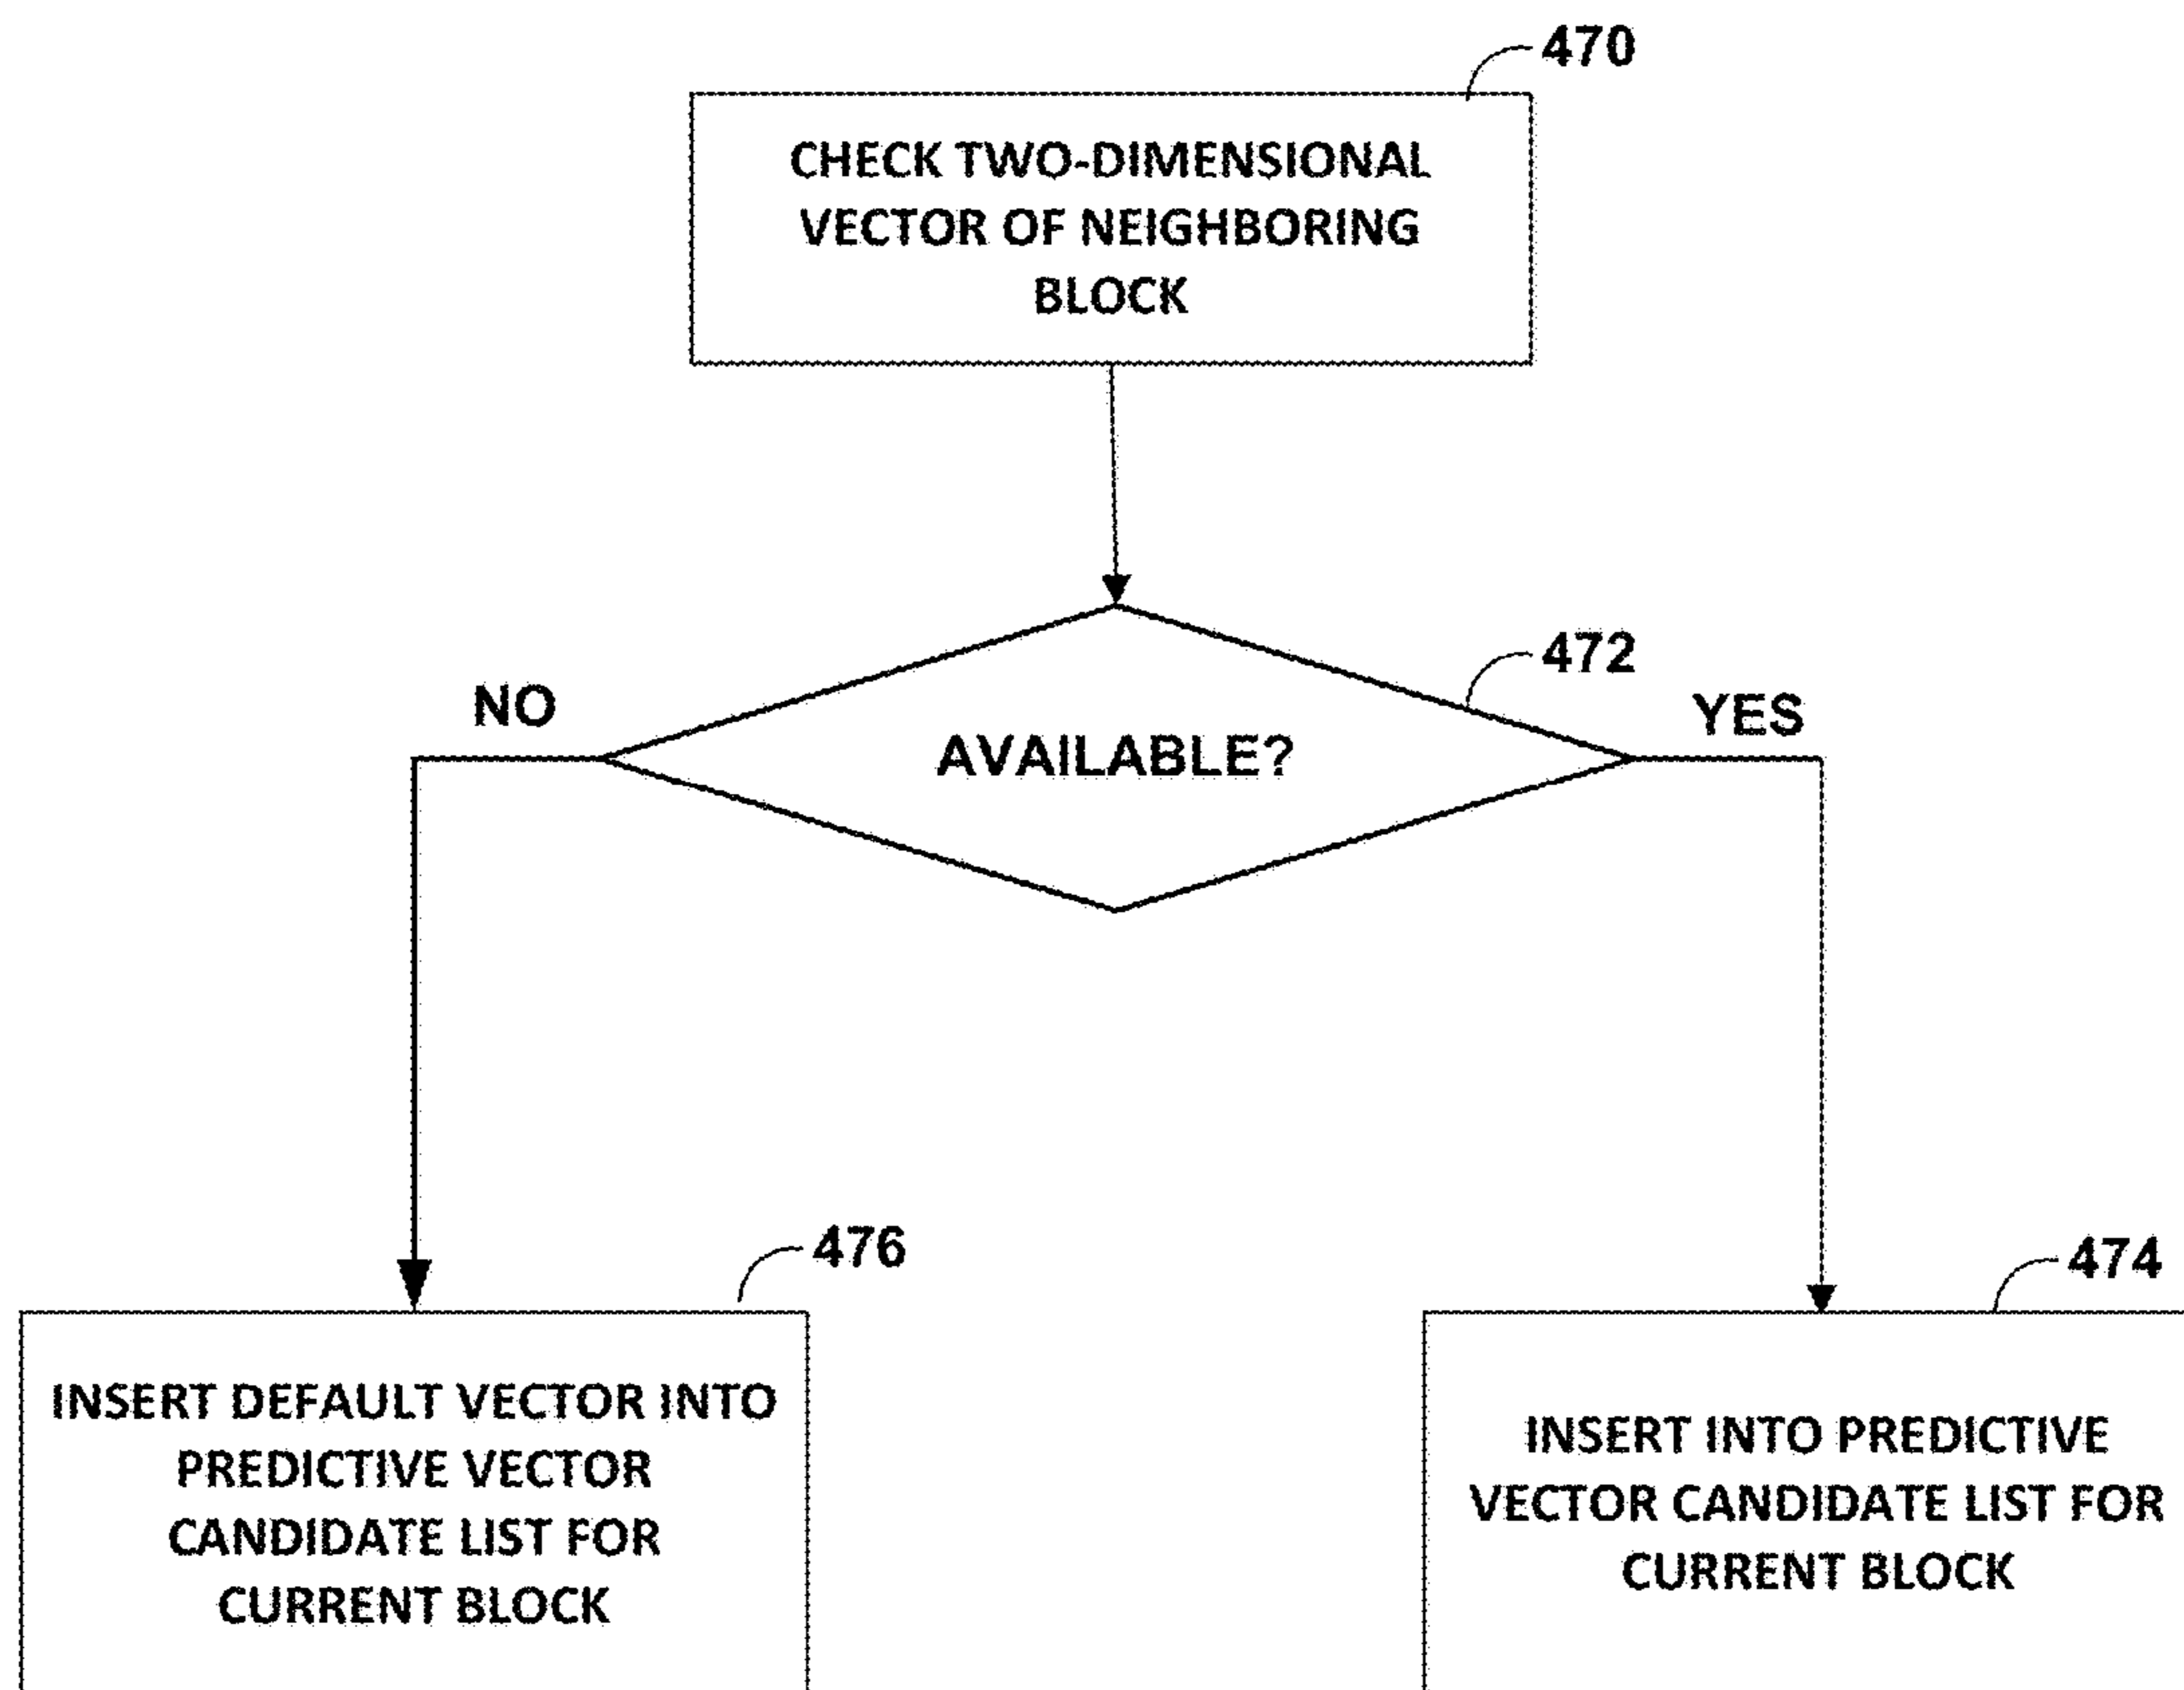 470
CHECK TWO-DIMENSIONAL
VECTOR OF NEIGHBORING
BLOCK
472
NO
YES
AVAILABLE?
476
474
INSERT DEFAULT VECTOR INTO
PREDICTIVE VECTOR
CANDIDATE LIST FOR
CURRENT BLOCK
INSERT INTO PREDICTIVE
VECTOR CANDIDATE LIST FOR
CURRENT BLOCK